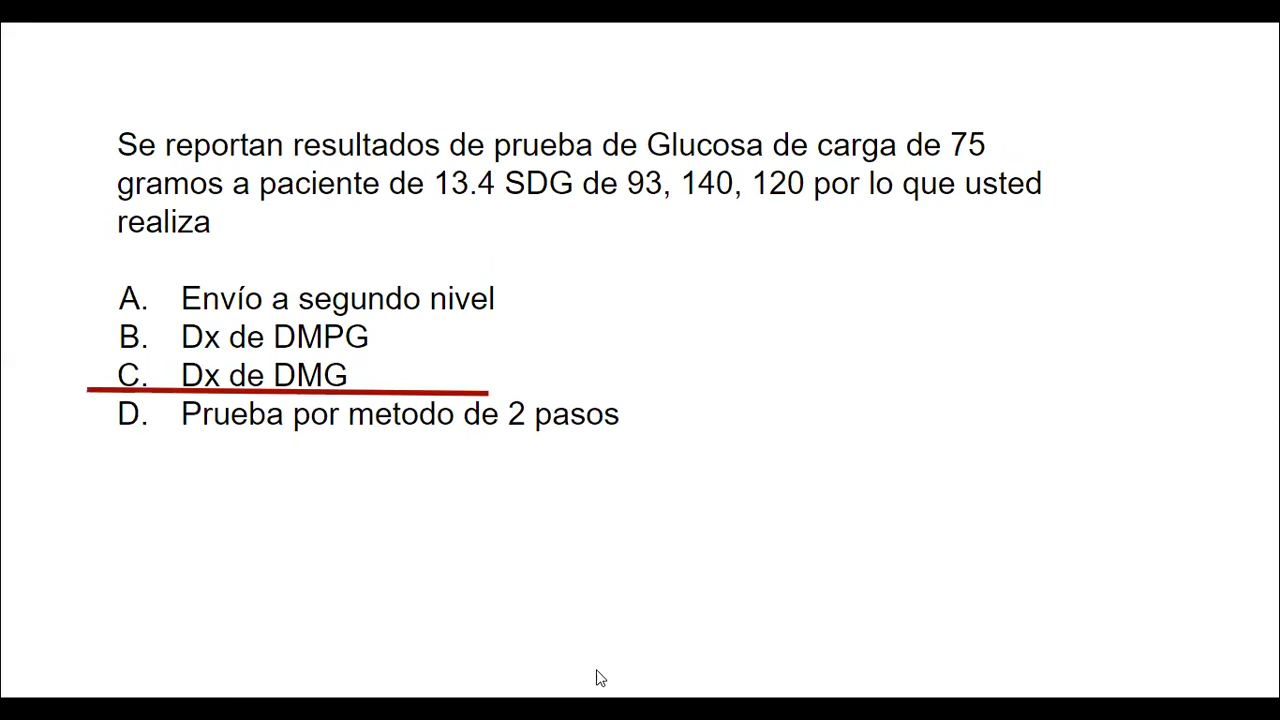 Se reportan resultados de prueba de Glucosa de carga de 75
gramos a paciente de 13.4 SDG de 93, 140, 120 por lo que usted
realiza
A. Envío a segundo nivel
B. Dx de DMPG
C. Dx de DMG
D. Prueba por metodo de 2 pasos